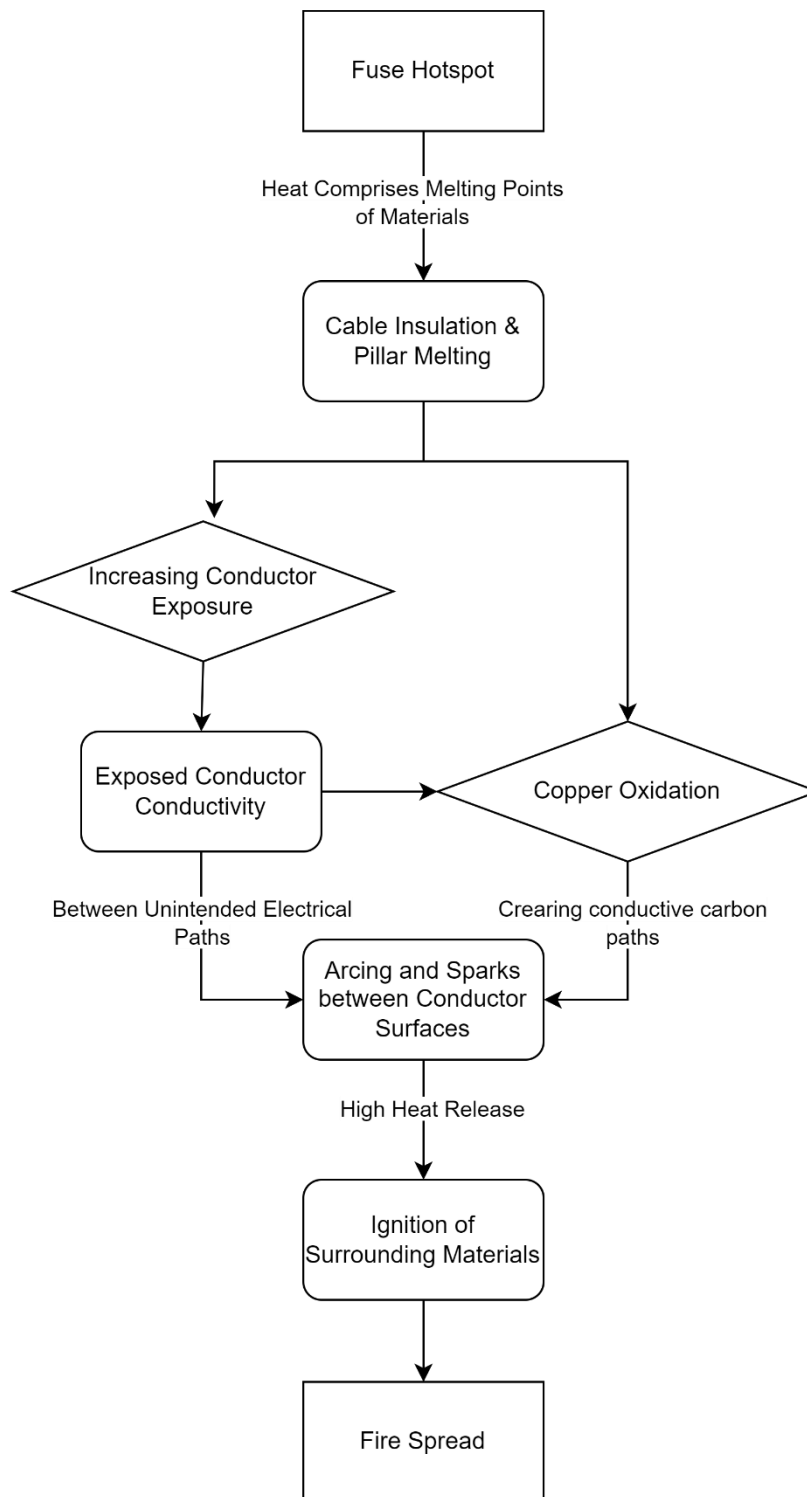 Fuse Hotspot
Heat Comprises Melting Points
of Materials
Cable Insulation &
Pillar Melting
Increasing Conductor
Exposure
Exposed Conductor
Conductivity
Copper Oxidation
Between Unintended Electrical
Paths
Crearing conductive carbon
paths
Arcing and Sparks
between Conductor
Surfaces
High Heat Release
Ignition of
Surrounding Materials
Fire Spread